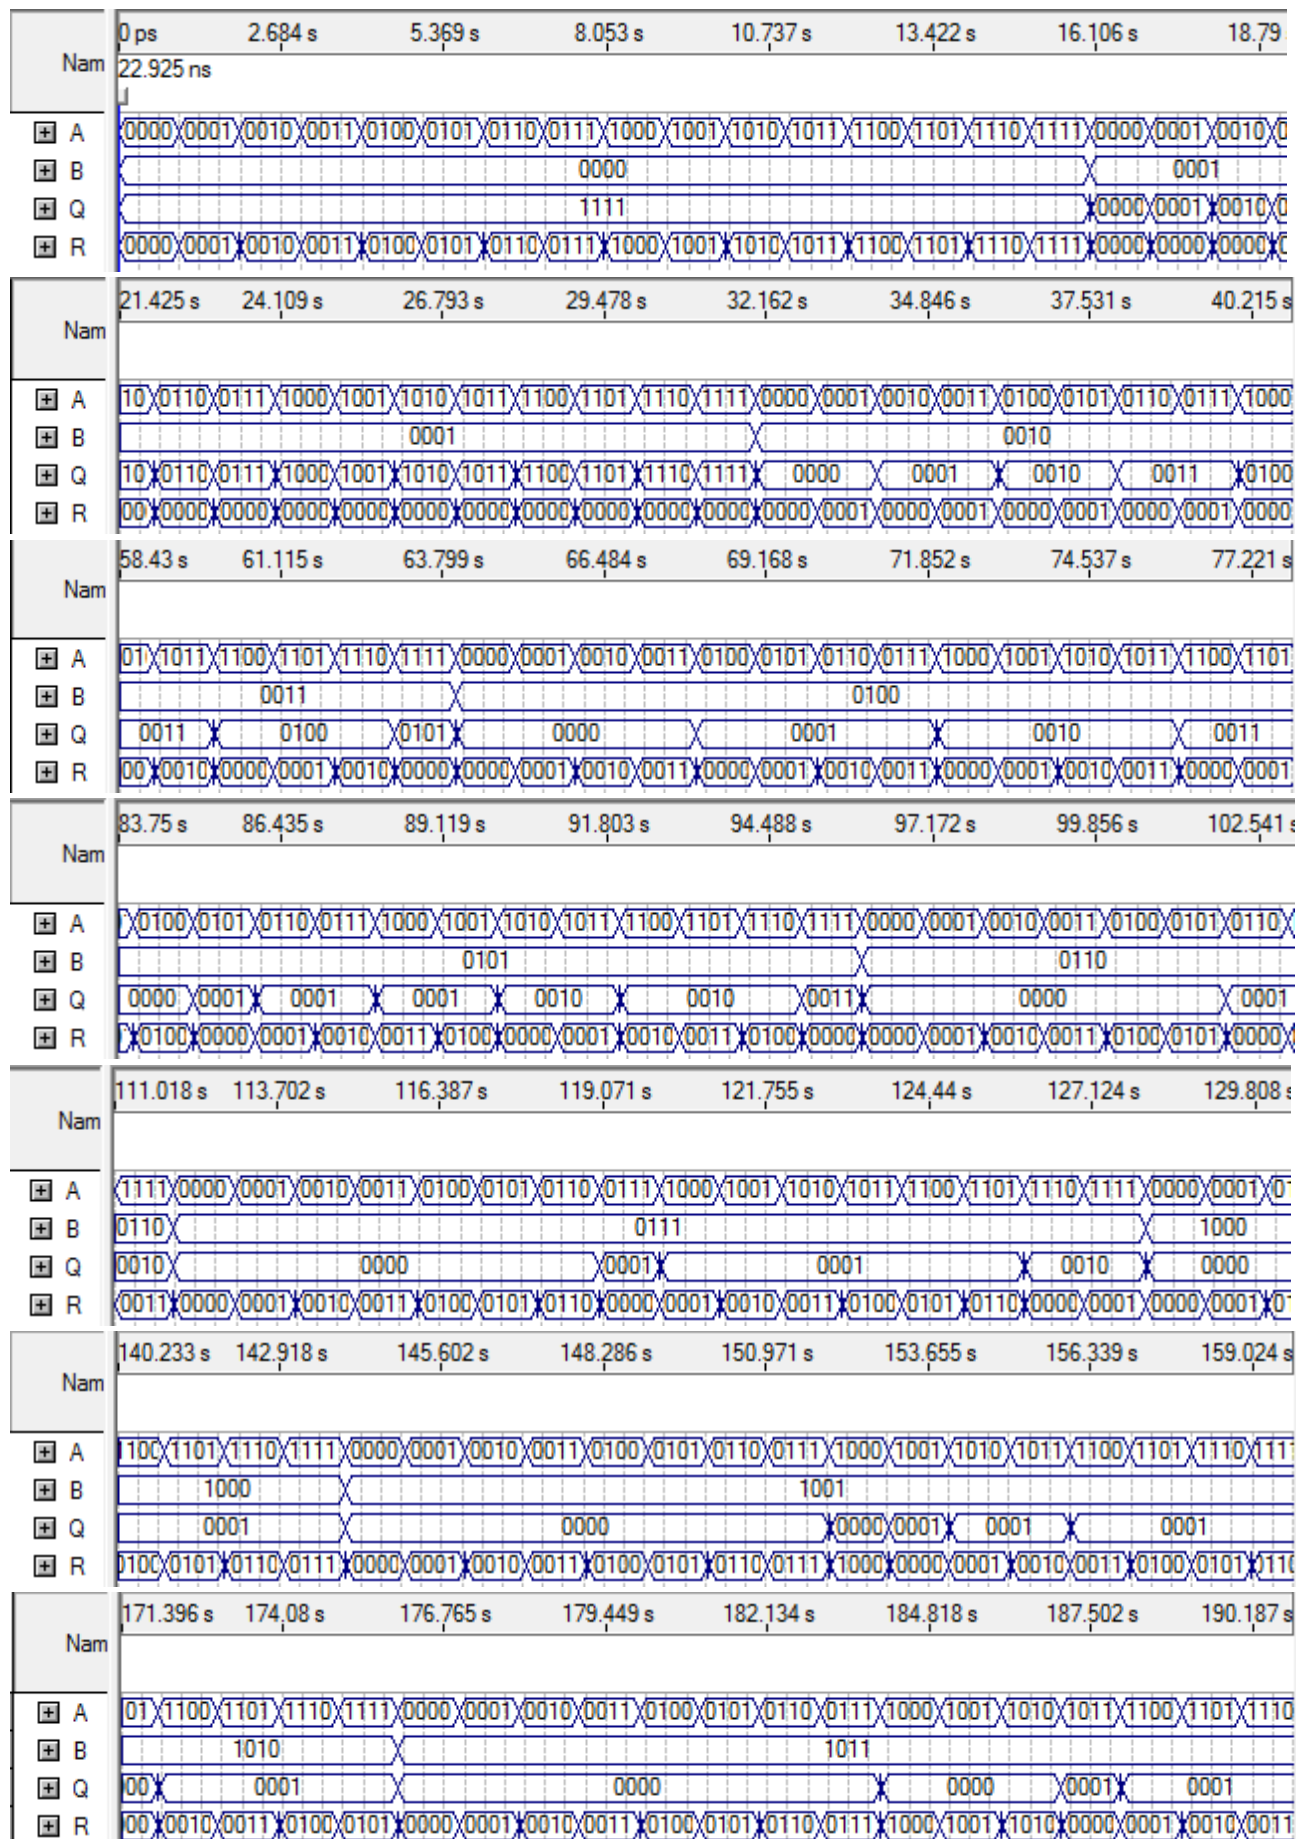 0 ps 2.684 s 5.369 s 8.053 s 10.737 s 13.422 s 16.106 s 18.79
Nam 22.925 ns
A 0000 0001 0010 0011 0100 0101 0110 0111 1000 1001 1010 1011 1100 1101 1110 1111 0000 0001 0010
B 0000 0001
Q 1111 0000 0001 0010
R 0000 0001 0010 0011 0100 0101 0110 0111 1000 1001 1010 1011 1100 1101 1110 1111 0000 0000 0000
21.425 s 24.109 s 26.793 s 29.478 s 32.162 s 34.846 s 37.531 s 40.215 s
Nam
A 10 0110 0111 1000 1001 1010 1011 1100 1101 1110 1111 0000 0001 0010 0011 0100 0101 0110 0111 1000
B 0001 0010
Q 10 0110 0111 1000 1001 1010 1011 1100 1101 1110 1111 0000 0001 0010 0011 0100
R 00 0000 0000 0000 0000 0000 0000 0000 0000 0000 0000 0000 0001 0000 0001 0000 0001 0000 0001 0000
58.43 s 61.115 s 63.799 s 66.484 s 69.168 s 71.852 s 74.537 s 77.221 s
Nam
A 01 1011 1100 1101 1110 1111 0000 0001 0010 0011 0100 0101 0110 0111 1000 1001 1010 1011 1100 1101
B 0011 0100
Q 0011 0100 0101 0000 0001 0010 0011
R 00 0010 0000 0001 0010 0000 0000 0001 0010 0011 0000 0001 0010 0011 0000 0001 0010 0011 0000 0001
83.75 s 86.435 s 89.119 s 91.803 s 94.488 s 97.172 s 99.856 s 102.541 s
Nam
A 0100 0101 0110 0111 1000 1001 1010 1011 1100 1101 1110 1111 0000 0001 0010 0011 0100 0101 0110
B 0101 0110
Q 0000 0001 0001 0001 0010 0010 0011 0000 0001
R 0100 0000 0001 0010 0011 0100 0000 0001 0010 0011 0100 0000 0000 0001 0010 0011 0100 0101 0000
111.018 s 113.702 s 116.387 s 119.071 s 121.755 s 124.44 s 127.124 s 129.808 s
Nam
A 1111 0000 0001 0010 0011 0100 0101 0110 0111 1000 1001 1010 1011 1100 1101 1110 1111 0000 0001 01
B 0110 0111 1000
Q 0010 0000 0001 0001 0010 0000
R 0011 0000 0001 0010 0011 0100 0101 0110 0000 0001 0010 0011 0100 0101 0110 0000 0001 0000 0001 01
140.233 s 142.918 s 145.602 s 148.286 s 150.971 s 153.655 s 156.339 s 159.024 s
Nam
A 1100 1101 1110 1111 0000 0001 0010 0011 0100 0101 0110 0111 1000 1001 1010 1011 1100 1101 1110 1111
B 1000 1001
Q 0001 0000 0000 0001 0001 0001
R 0100 0101 0110 0111 0000 0001 0010 0011 0100 0101 0110 0111 1000 0000 0001 0010 0011 0100 0101 0110
171.396 s 174.08 s 176.765 s 179.449 s 182.134 s 184.818 s 187.502 s 190.187 s
Nam
A 01 1100 1101 1110 1111 0000 0001 0010 0011 0100 0101 0110 0111 1000 1001 1010 1011 1100 1101 1110
B 1010 1011
Q 00 0001 0000 0000 0001 0001
R 00 0010 0011 0100 0101 0000 0001 0010 0011 0100 0101 0110 0111 1000 1001 1010 0000 0001 0010 0011